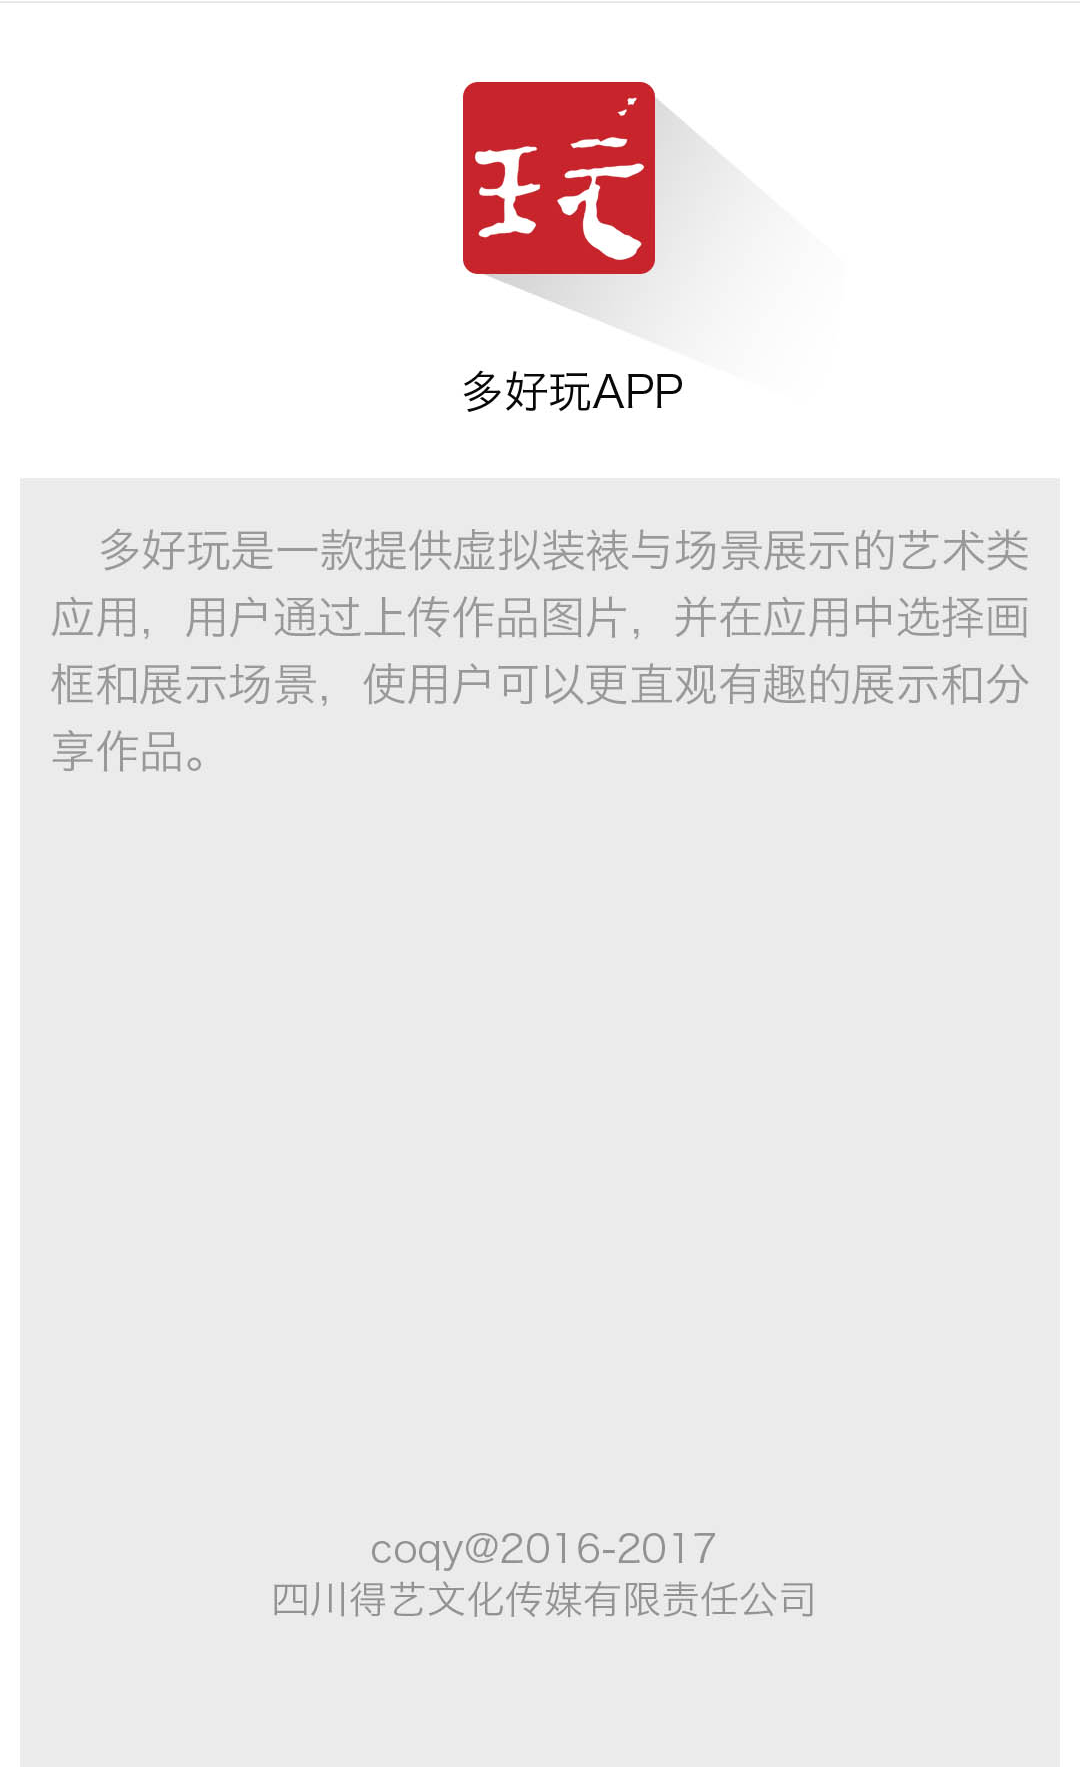 玩
多好玩APP
多好玩是一款提供虚拟装裱与场景展示的艺术类
应用，用户通过上传作品图片，并在应用中选择画
框和展示场景，使用户可以更直观有趣的展示和分
享作品。
coqy@2016-2017
四川得艺文化传媒有限责任公司